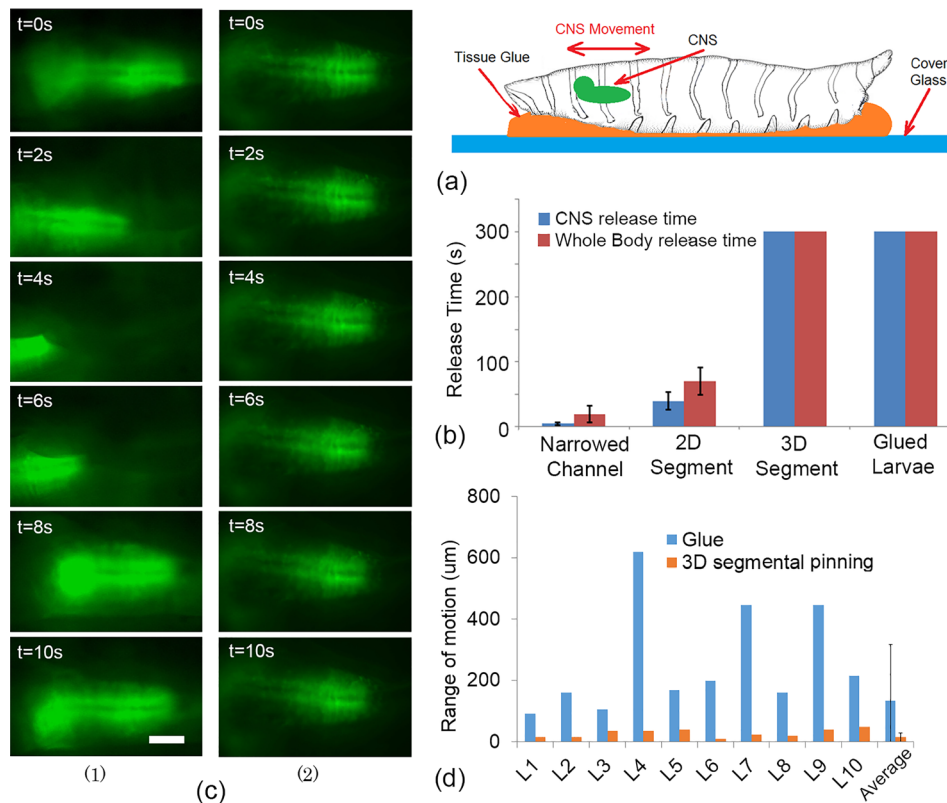 t=0s
t=2s
t=4s
t=6s
t=8s
t=10s
(1)
t=0s
t=2s
t=4s
t=6s
t=8s
t=10s
(2)
(c)
CNS Movement
CNS
Tissue Glue
Cover
Glass
(a)
CNS release time
Whole Body release time
Release Time (s)
300
200
100
0
Narrowed
Channel
2D
Segment
3D
Segment
Glued
Larvae
(b)
Glue
3D segmental pinning
Range of motion (um)
800
600
400
200
0
L1
L2
L3
L4
L5
L6
L7
L8
L9
L10
Average
(d)